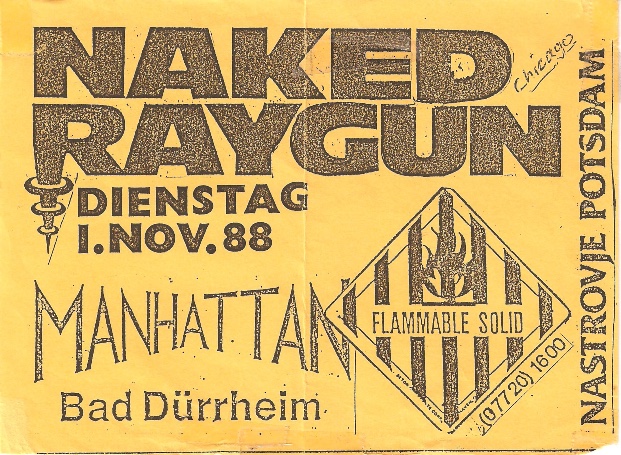 NAKED
RAYGUN
Chicago
DIENSTAG
1. NOV. 88
MANHATTAN
Bad Dürrheim
FLAMMABLE SOLID
(07720) 1600
NASTROVJE POTSDAM